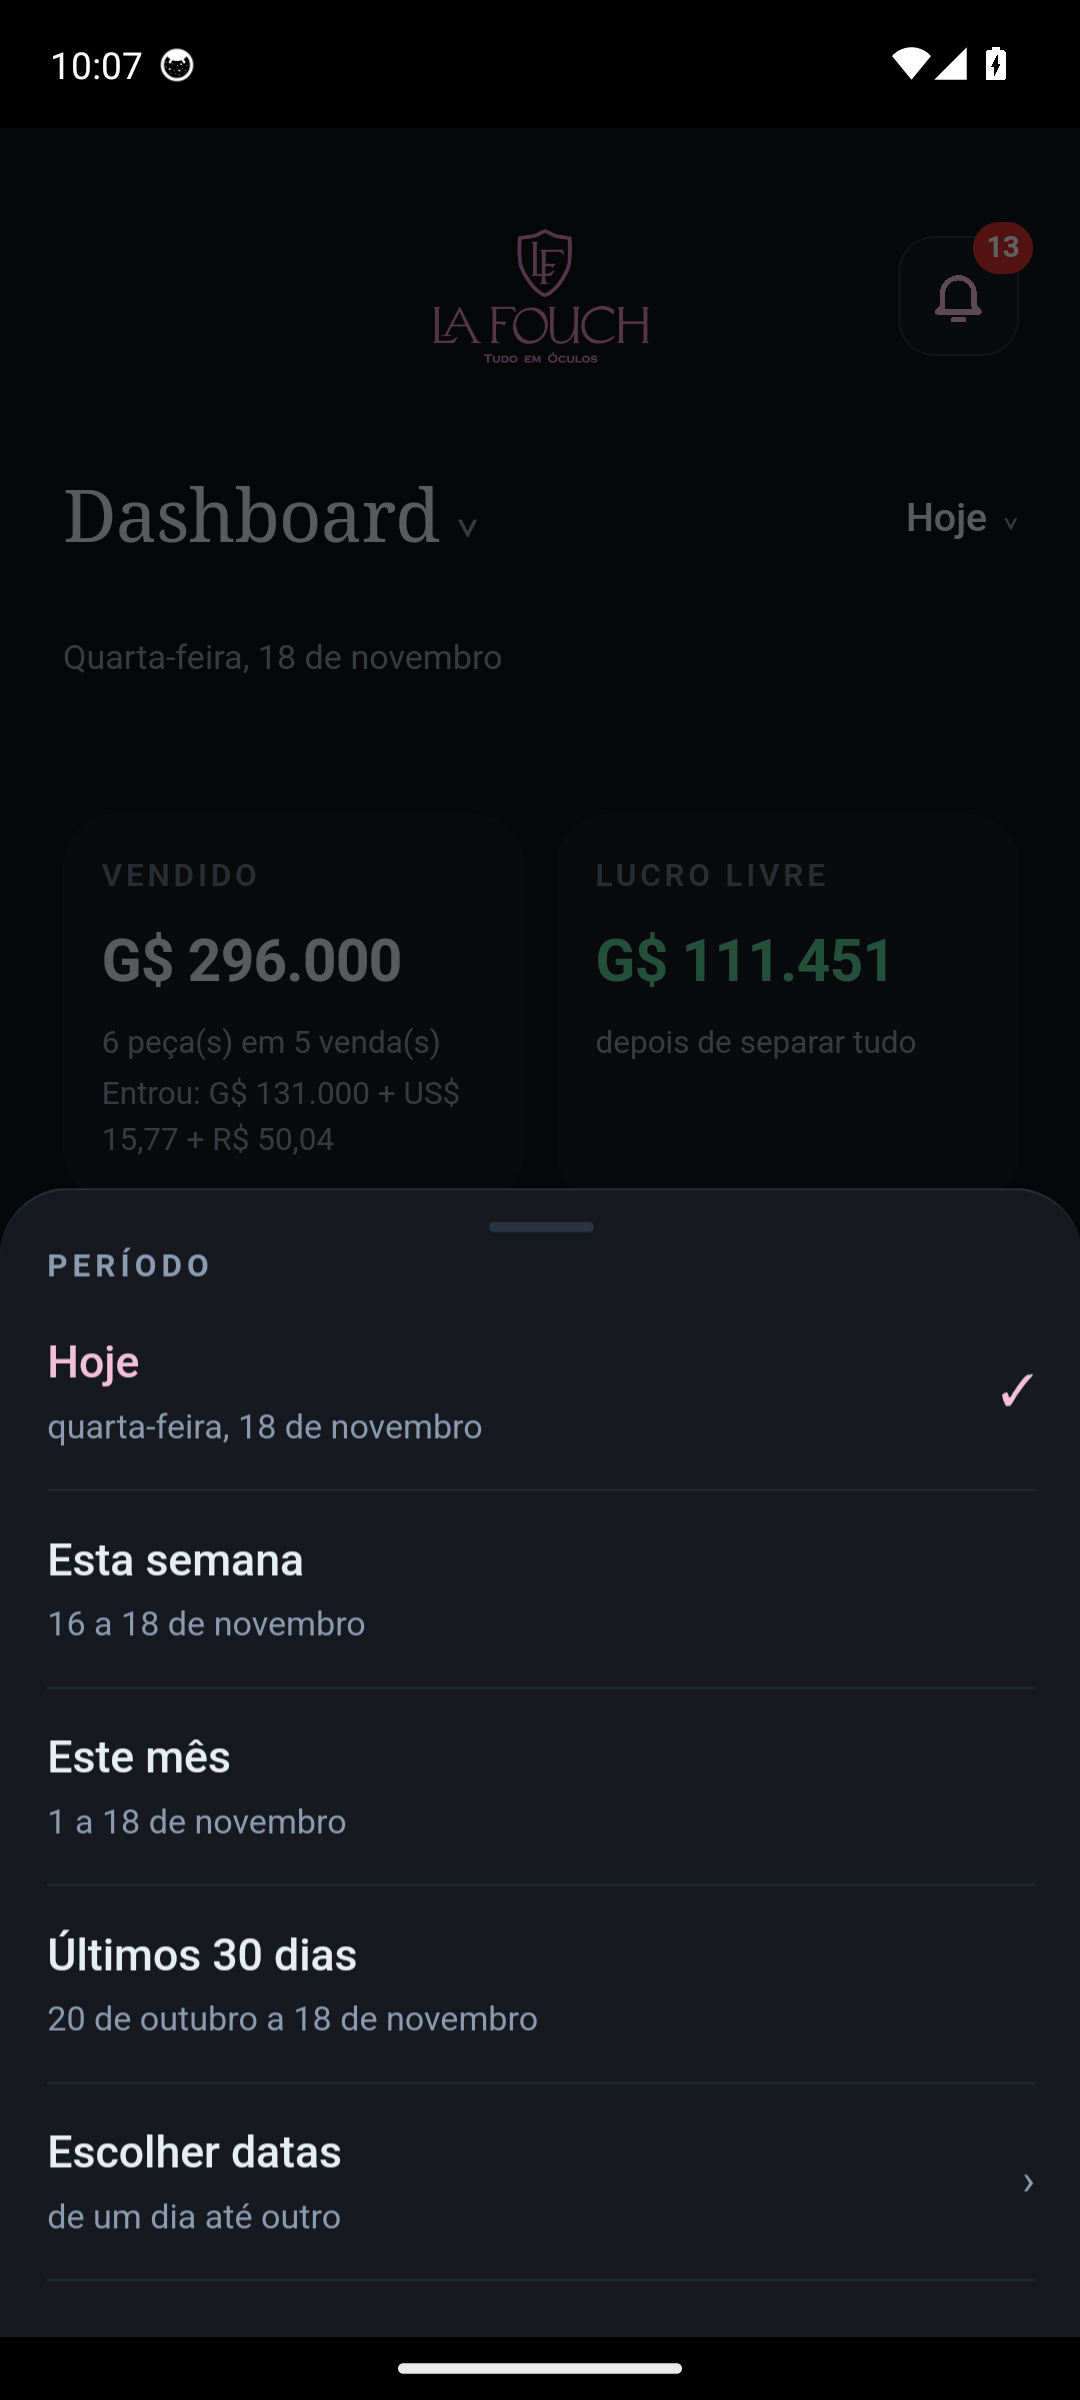 10:07
13
LF
LA FOUCH
TUDO EM ÓCULOS
Dashboard
Hoje
Quarta-feira, 18 de novembro
VENDIDO
G$ 296.000
6 peça(s) em 5 venda(s)
Entrou: G$ 131.000 + US$
15,77 + R$ 50,04
LUCRO LIVRE
G$ 111.451
depois de separar tudo
PERÍODO
Hoje
quarta-feira, 18 de novembro
✓
Esta semana
16 a 18 de novembro
Este mês
1 a 18 de novembro
Últimos 30 dias
20 de outubro a 18 de novembro
Escolher datas
de um dia até outro
›